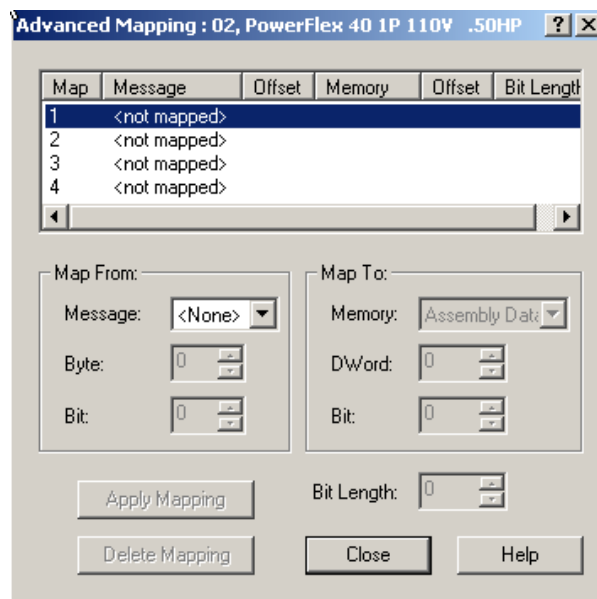 Advanced Mapping : 02, PowerFlex 40 1P 110V .50HP ? X
Map Message Offset Memory Offset Bit Length
1 <not mapped>
2 <not mapped>
3 <not mapped>
4 <not mapped>
Map From: Map To:
Message: <None> Memory: Assembly Data
Byte: 0 DWord: 0
Bit: 0 Bit: 0
Apply Mapping Bit Length: 0
Delete Mapping Close Help